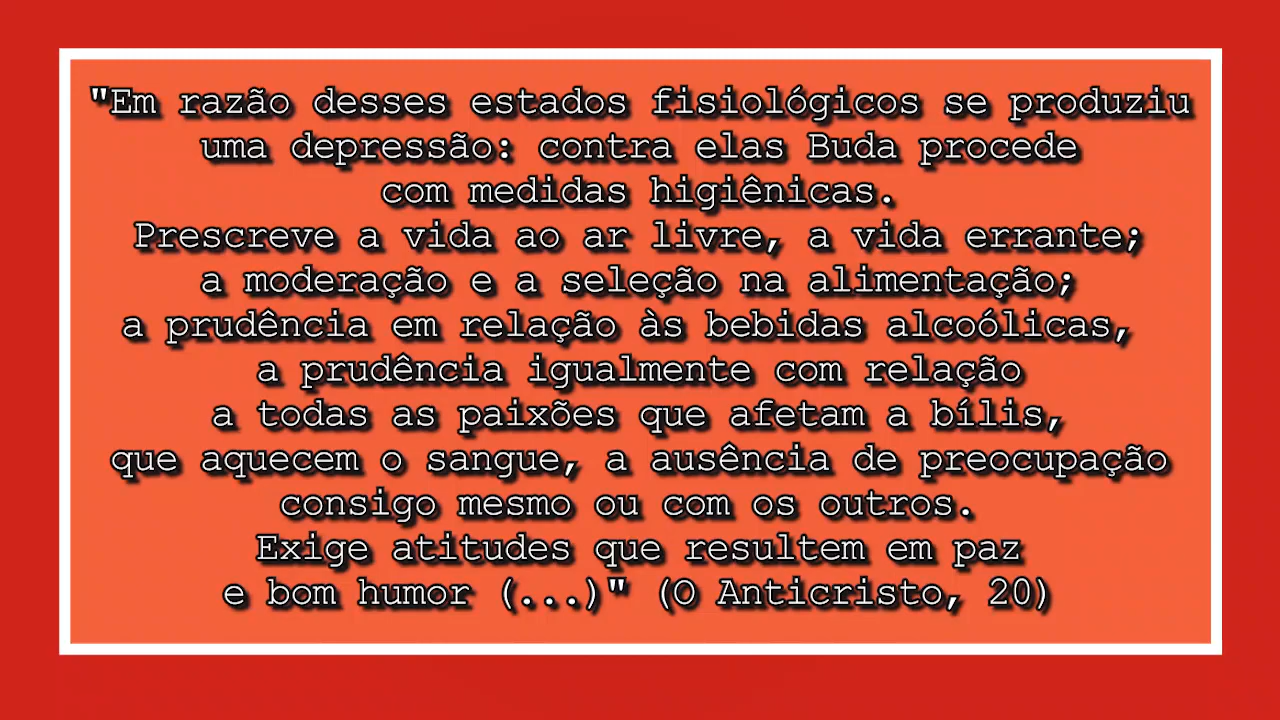 "Em razão desses estados fisiológicos se produziu
uma depressão: contra elas Buda procede
com medidas higiênicas.
Prescreve a vida ao ar livre, a vida errante;
a moderação e a seleção na alimentação;
a prudência em relação às bebidas alcoólicas,
a prudência igualmente com relação
a todas as paixões que afetam a bílis,
que aquecem o sangue, a ausência de preocupação
consigo mesmo ou com os outros.
Exige atitudes que resultem em paz
e bom humor (...)" (O Anticristo, 20)